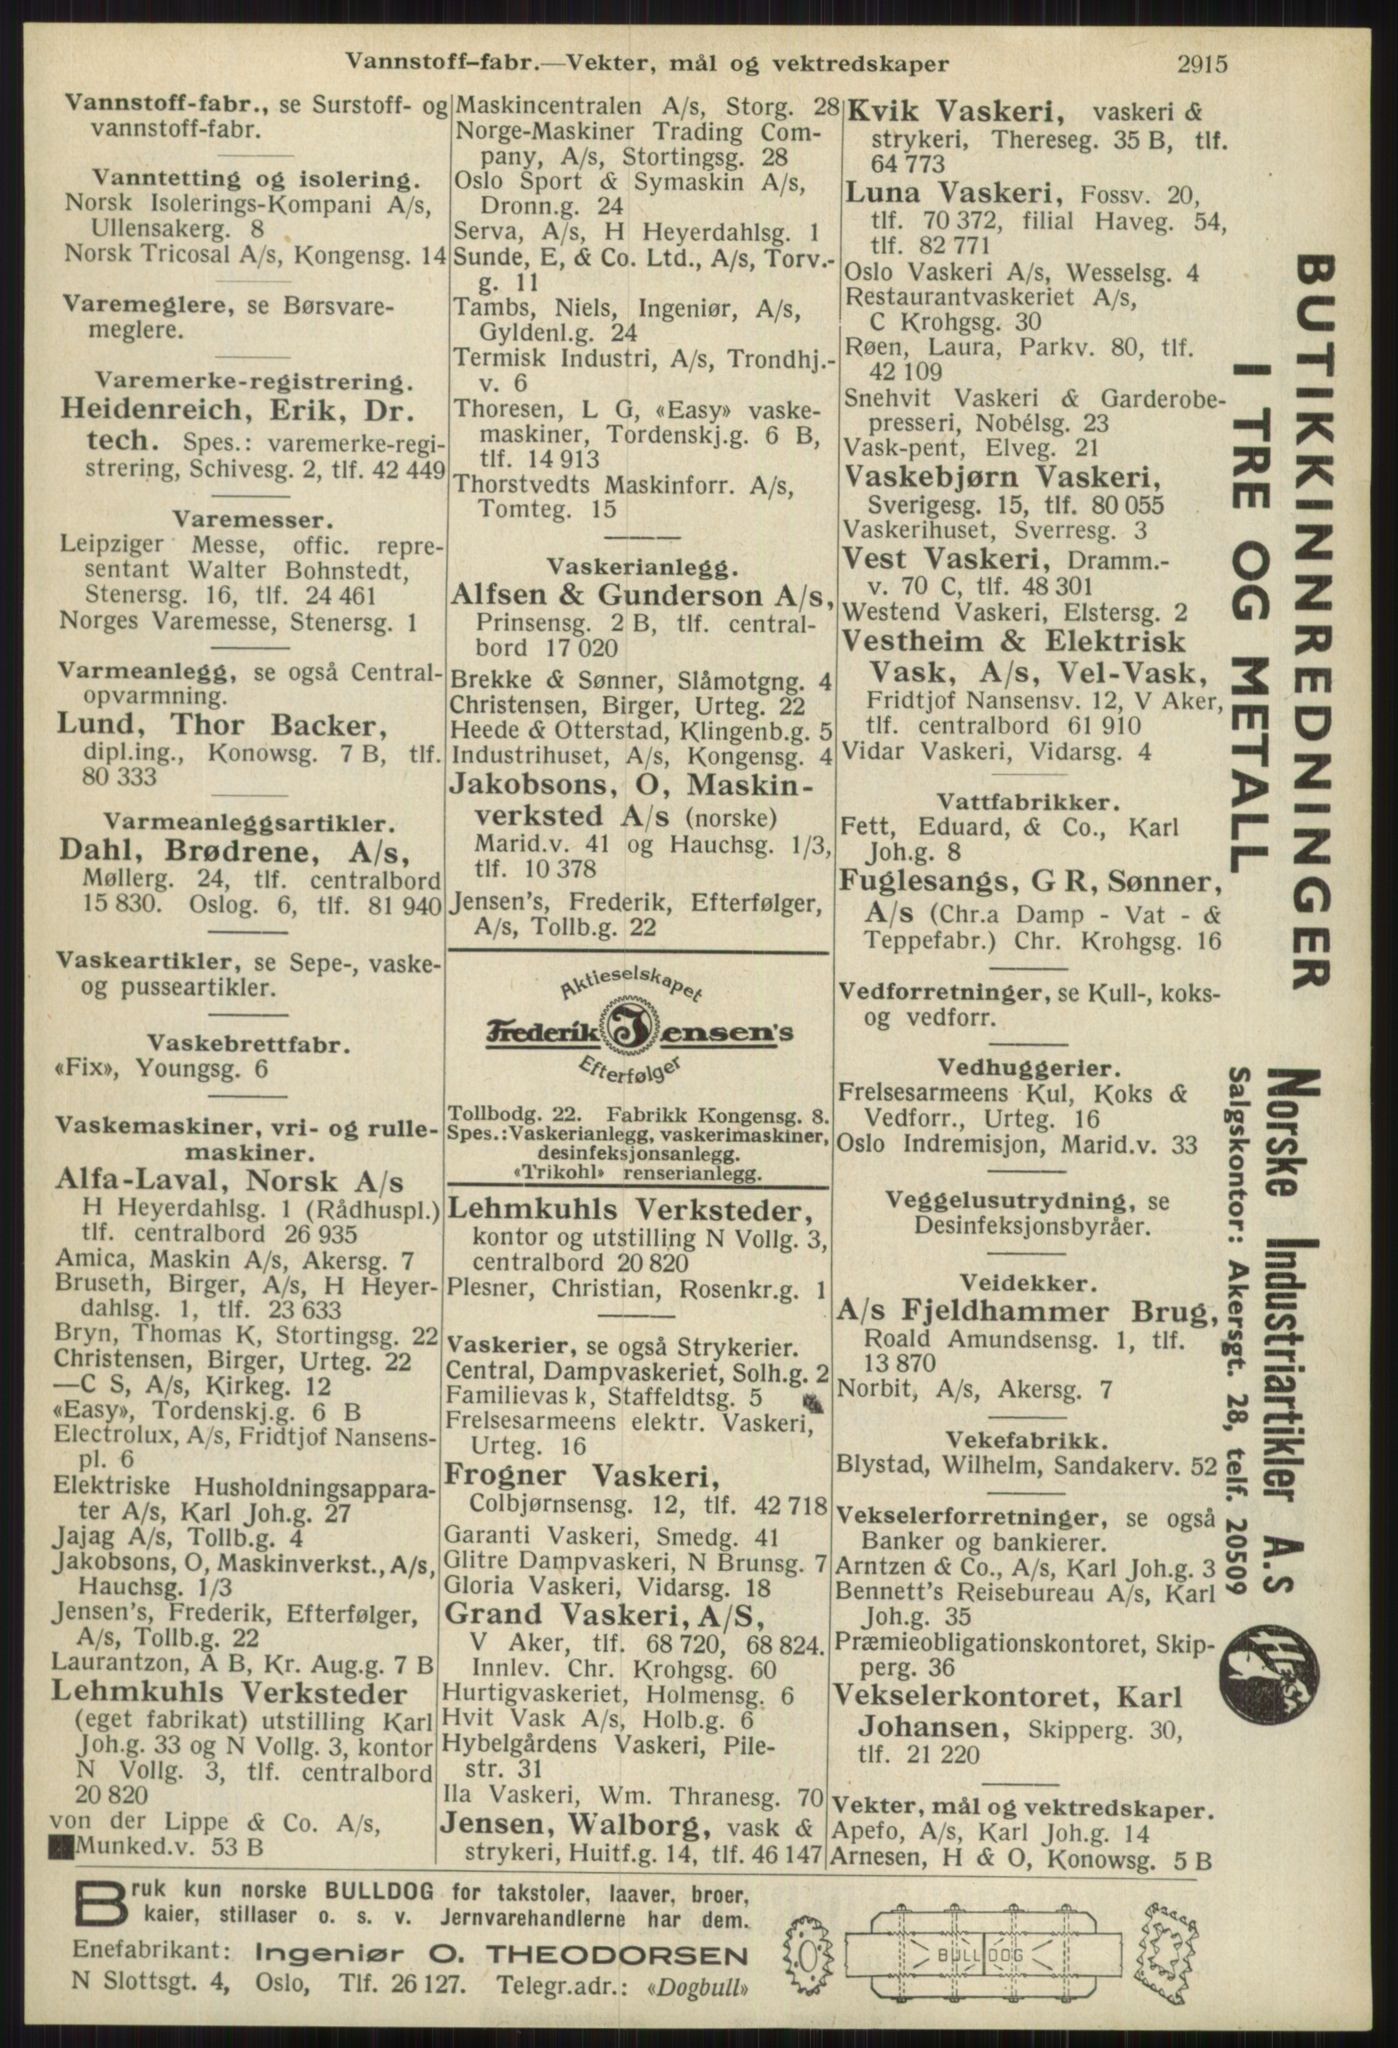 Vannstoff-fabr.—Vekter, mål og vektredskaper
2915
Vannstoff-fabr., se Surstoff- og
vannstoff-fabr.
Vanntetting og isolering.
Norsk Isolerings-Kompani A/s,
Ullensakerg. 8
Norsk Tricosal A/s, Kongensg. 14
Varemeglere, se Børsvare-
meglere.
Varemerke-registrering.
Heidenreich, Erik, Dr.
tech. Spes.: varemerke-regi-
strering, Schivesg. 2, tlf. 42 449
Varemesser.
Leipziger Messe, offic. repre-
sentant Walter Bohnstedt,
Stenersg. 16, tlf. 24 461
Norges Varemesse, Stenersg. 1
Varmeanlegg, se også Central-
opvarmning.
Lund, Thor Backer,
dipl.ing., Konowsg. 7 B, tlf.
80 333
Varmeanleggsartikler.
Dahl, Brødrene, A/s,
Møllerg. 24, tlf. centralbord
15 830. Oslog. 6, tlf. 81 940
Vaskeartikler, se Sepe-, vaske-
og pusseartikler.
Vaskebrettfabr.
«Fix», Youngsg. 6
Vaskemaskiner, vri- og rulle-
maskiner.
Alfa-Laval, Norsk A/s
H Heyerdahlsg. 1 (Rådhuspl.)
tlf. centralbord 26 935
Amica, Maskin A/s, Akersg. 7
Bruseth, Birger, A/s, H Heyer-
dahlsg. 1, tlf. 23 633
Bryn, Thomas K, Stortingsg. 22
Christensen, Birger, Urteg. 22
—C S, A/s, Kirkeg. 12
«Easy», Tordenskj.g. 6 B
Electrolux, A/s, Fridtjof Nansens-
pl. 6
Elektriske Husholdningsappara-
ter A/s, Karl Joh.g. 27
Jajag A/s, Tollb.g. 4
Jakobsons, O, Maskinverkst., A/s,
Hauchsg. 1/3
Jensen's, Frederik, Efterfølger,
A/s, Tollb.g. 22
Laurantzon, A B, Kr. Aug.g. 7 B
Lehmkuhls Verksteder
(eget fabrikat) utstilling Karl
Joh.g. 33 og N Vollg. 3, kontor
N Vollg. 3, tlf. centralbord
20 820
von der Lippe & Co. A/s,
Munked.v. 53 B
Maskincentralen A/s, Storg. 28
Norge-Maskiner Trading Com-
pany, A/s, Stortingsg. 28
Oslo Sport & Symaskin A/s,
Dronn.g. 24
Serva, A/s, H Heyerdahlsg. 1
Sunde, E, & Co. Ltd., A/s, Torv.-
g. 11
Tambs, Niels, Ingeniør, A/s,
Gyldenl.g. 24
Termisk Industri, A/s, Trondhj.-
v. 6
Thoresen, L G, «Easy» vaske-
maskiner, Tordenskj.g. 6 B,
tlf. 14 913
Thorstvedts Maskinforr. A/s,
Tomteg. 15
Vaskerianlegg.
Alfsen & Gunderson A/s,
Prinsensg. 2 B, tlf. central-
bord 17 020
Brekke & Sønner, Slåmotgng. 4
Christensen, Birger, Urteg. 22
Heede & Otterstad, Klingenb.g. 5
Industrihuset, A/s, Kongensg. 4
Jakobsons, O, Maskin-
verksted A/s (norske)
Marid.v. 41 og Hauchsg. 1/3,
tlf. 10 378
Jensen's, Frederik, Efterfølger,
A/s, Tollb.g. 22
Aktieselskapet
Frederik Jensen's
Efterfølger
Tollbodg. 22. Fabrikk Kongensg. 8.
Spes.: Vaskerianlegg, vaskerimaskiner,
desinfeksjonsanlegg.
«Trikohl» renserianlegg.
Lehmkuhls Verksteder,
kontor og utstilling N Vollg. 3,
centralbord 20 820
Plesner, Christian, Rosenkr.g. 1
Vaskerier, se også Strykerier.
Central, Dampvaskeriet, Solh.g. 2
Familievask, Staffeldtsg. 5
Frelsesarmeens elektr. Vaskeri,
Urteg. 16
Frogner Vaskeri,
Colbjørnsensg. 12, tlf. 42 718
Garanti Vaskeri, Smedg. 41
Glitre Dampvaskeri, N Brunsg. 7
Gloria Vaskeri, Vidarsg. 18
Grand Vaskeri, A/S,
V Aker, tlf. 68 720, 68 824.
Innlev. Chr. Krohgsg. 60
Hurtigvaskeriet, Holmensg. 6
Hvit Vask A/s, Holb.g. 6
Hybelgårdens Vaskeri, Pile-
str. 31
Ila Vaskeri, Wm. Thranesg. 70
Jensen, Walborg, vask &
strykeri, Huitf.g. 14, tlf. 46 147
Kvik Vaskeri, vaskeri &
strykeri, Thereseg. 35 B, tlf.
64 773
Luna Vaskeri, Fossv. 20,
tlf. 70 372, filial Haveg. 54,
tlf. 82 771
Oslo Vaskeri A/s, Wesselsg. 4
Restaurantvaskeriet A/s,
C Krohgsg. 30
Røen, Laura, Parkv. 80, tlf.
42 109
Snehvit Vaskeri & Garderobe-
presseri, Nobélsg. 23
Vask-pent, Elveg. 21
Vaskebjørn Vaskeri,
Sverigesg. 15, tlf. 80 055
Vaskerihuset, Sverresg. 3
Vest Vaskeri, Dramm.-
v. 70 C, tlf. 48 301
Westend Vaskeri, Elstersg. 2
Vestheim & Elektrisk
Vask, A/s, Vel-Vask,
Fridtjof Nansensv. 12, V Aker,
tlf. centralbord 61 910
Vidar Vaskeri, Vidarsg. 4
Vattfabrikker.
Fett, Eduard, & Co., Karl
Joh.g. 8
Fuglesangs, G R, Sønner,
A/s (Chr.a Damp - Vat - &
Teppefabr.) Chr. Krohgsg. 16
Vedforretninger, se Kull-, koks-
og vedforr.
Vedhuggerier.
Frelsesarmeens Kul, Koks &
Vedforr., Urteg. 16
Oslo Indremisjon, Marid.v. 33
Veggelusutrydning, se
Desinfeksjonsbyråer.
Veidekker.
A/s Fjeldhammer Brug,
Roald Amundsensg. 1, tlf.
13 870
Norbit, A/s, Akersg. 7
Vekefabrikk.
Blystad, Wilhelm, Sandakerv. 52
Vekselerforretninger, se også
Banker og bankierer.
Arntzen & Co., A/s, Karl Joh.g. 3
Bennett's Reisebureau A/s, Karl
Joh.g. 35
Præmieobligationskontoret, Skip-
perg. 36
Vekselerkontoret, Karl
Johansen, Skipperg. 30,
tlf. 21 220
Vekter, mål og vektredskaper.
Apefo, A/s, Karl Joh.g. 14
Arnesen, H & O, Konowsg. 5 B
BUTIKKINNREDNINGER
I TRE OG METALL
Norske Industriartikler A.s
Salgskontor: Akersgt. 28, telf. 20509
Bruk kun norske BULLDOG for takstoler, laaver, broer,
kaier, stillaser o. s. v. Jernvarehandlerne har dem.
Enefabrikant: Ingeniør O. THEODORSEN
N Slottsgt. 4, Oslo, Tlf. 26 127. Telegr.adr.: «Dogbull»
BULLDOG